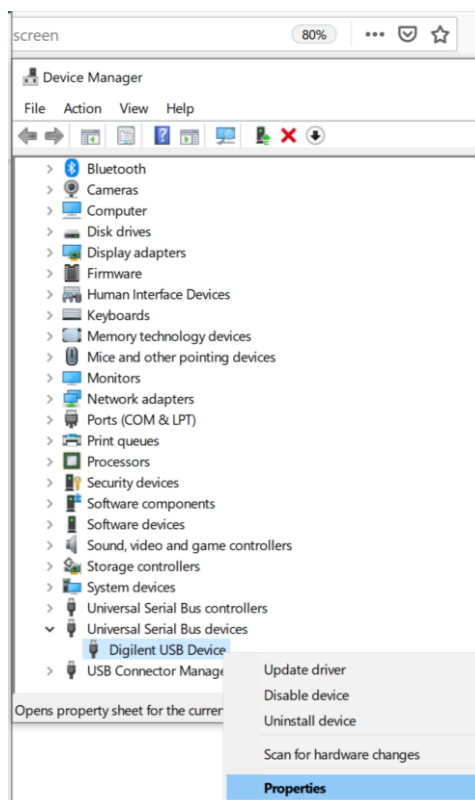 screen
80%
Device Manager
File Action View Help
Bluetooth
Cameras
Computer
Disk drives
Display adapters
Firmware
Human Interface Devices
Keyboards
Memory technology devices
Mice and other pointing devices
Monitors
Network adapters
Ports (COM & LPT)
Print queues
Processors
Security devices
Software components
Software devices
Sound, video and game controllers
Storage controllers
System devices
Universal Serial Bus controllers
Universal Serial Bus devices
Digilent USB Device
USB Connector Manage
Opens property sheet for the curren
Update driver
Disable device
Uninstall device
Scan for hardware changes
Properties